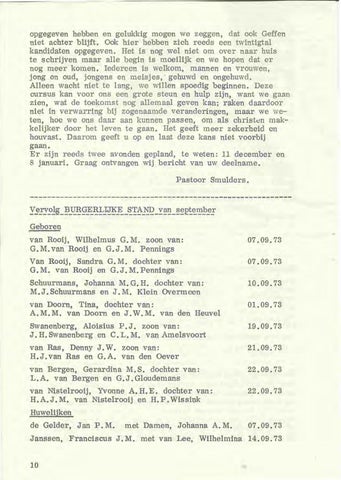 opgegeven hebben en gelukkig mogen we zeggen, dat ook Geffen
niet achter blijft. Ook hier hebben zich reeds een twintigtal
kandidaten opgegeven. Het is nog wel niet om over naar huis
te schrijven maar alle begin is moeilijk en we hopen dat er
nog meer komen. Iedereen is welkom, mannen en vrouwen,
jong en oud, jongens en meisjes, gehuwd en ongehuwd.
Alleen wacht niet te lang, we willen spoedig beginnen. Deze
cursus kan voor ons een grote steun en hulp zijn, want we gaan
zien, wat de toekomst nog allemaal geven kan; raken daardoor
niet in verwarring bij zogenaamde veranderingen, maar we we-
ten, hoe we ons daar aan kunnen passen, om als christen mak-
kelijker door het leven te gaan. Het geeft meer zekerheid en
houvast. Daarom geeft u op en laat deze kans niet voorbij
gaan.
Er zijn reeds twee avonden gepland, te weten: 11 december en
8 januari. Graag ontvangen wij bericht van uw deelname.
Pastoor Smulders.
Vervolg BURGERLIJKE STAND van september
Geboren
van Rooij, Wilhelmus G.M. zoon van: 07.09.73
G.M. van Rooij en G.J.M. Pennings
Van Rooij, Sandra G.M. dochter van: 07.09.73
G.M. van Rooij en G.J.M. Pennings
Schuurmans, Johanna M.G.H. dochter van: 10.09.73
M.J. Schuurmans en J.M. Klein Overmeen
van Doorn, Tina, dochter van: 01.09.73
A.M.M. van Doorn en J.W.M. van den Heuvel
Swanenberg, Aloisius P.J. zoon van: 19.09.73
J.H. Swanenberg en C.L.M. van Amelsvoort
van Ras, Denny J.W. zoon van: 21.09.73
H.J. van Ras en G.A. van den Oever
van Bergen, Gerardina M.S. dochter van: 22.09.73
L.A. van Bergen en G.J. Gloudemans
van Nistelrooij, Yvonne A.H.E. dochter van: 22.09.73
H.A.J.M. van Nistelrooij en H.P. Wissink
Huwelijken
de Gelder, Jan P.M. met Damen, Johanna A.M. 07.09.73
Janssen, Franciscus J.M. met van Lee, Wilhelmina 14.09.73
10